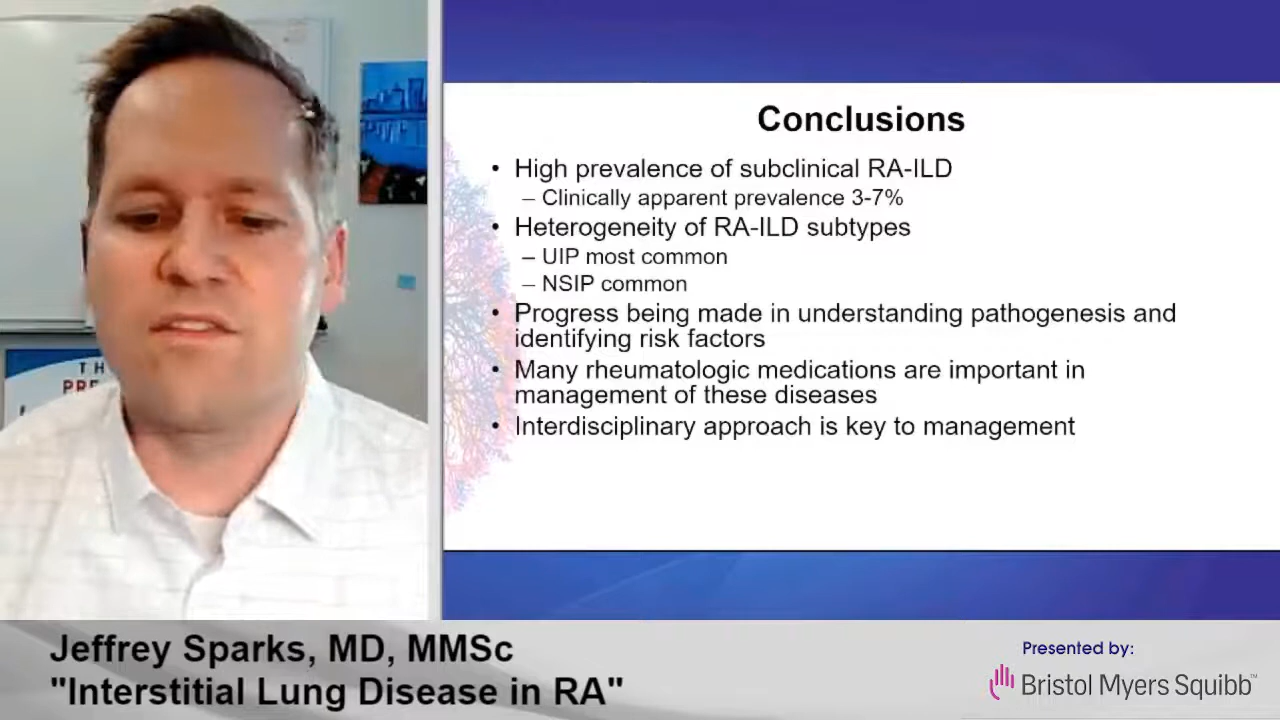 Conclusions
• High prevalence of subclinical RA-ILD
– Clinically apparent prevalence 3-7%
• Heterogeneity of RA-ILD subtypes
– UIP most common
– NSIP common
• Progress being made in understanding pathogenesis and
identifying risk factors
• Many rheumatologic medications are important in
management of these diseases
• Interdisciplinary approach is key to management
TH
PRE
Jeffrey Sparks, MD, MMSc
"Interstitial Lung Disease in RA"
Presented by:
Bristol Myers Squibb™